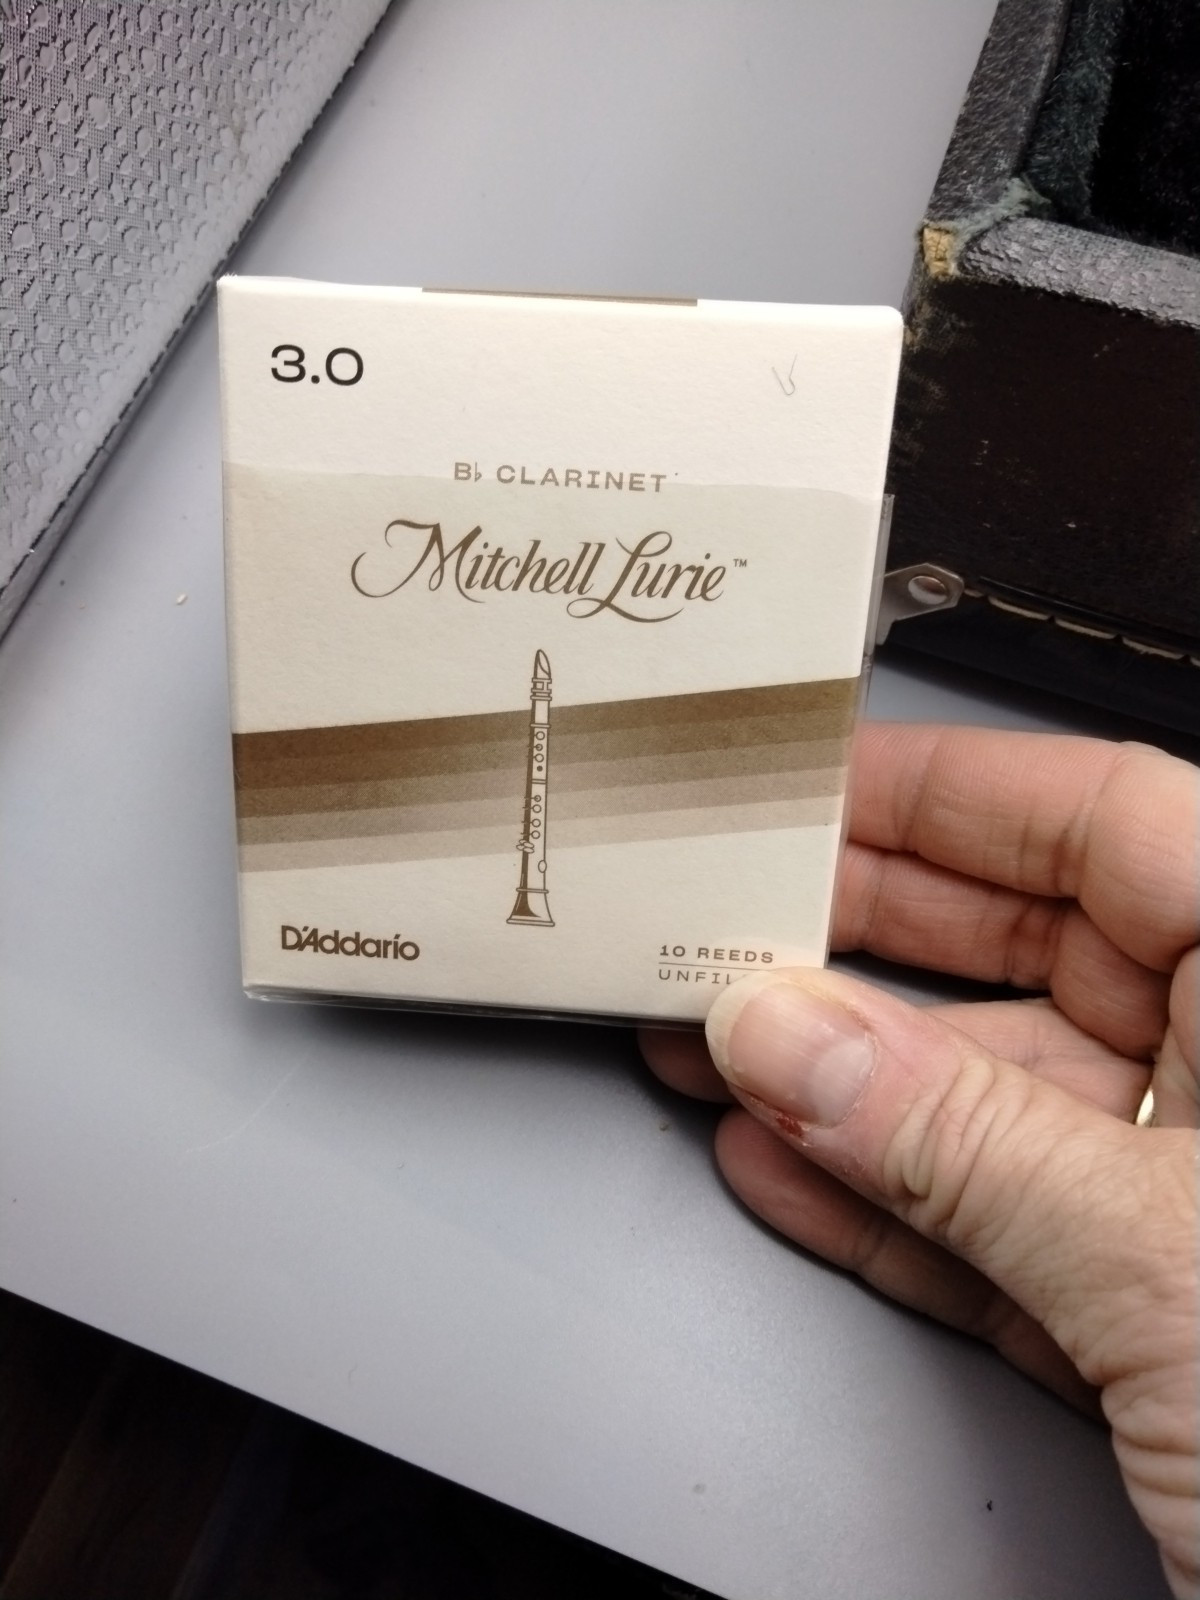 3.0
B♭ CLARINET
Mitchell Lurie™
D'Addario
10 REEDS